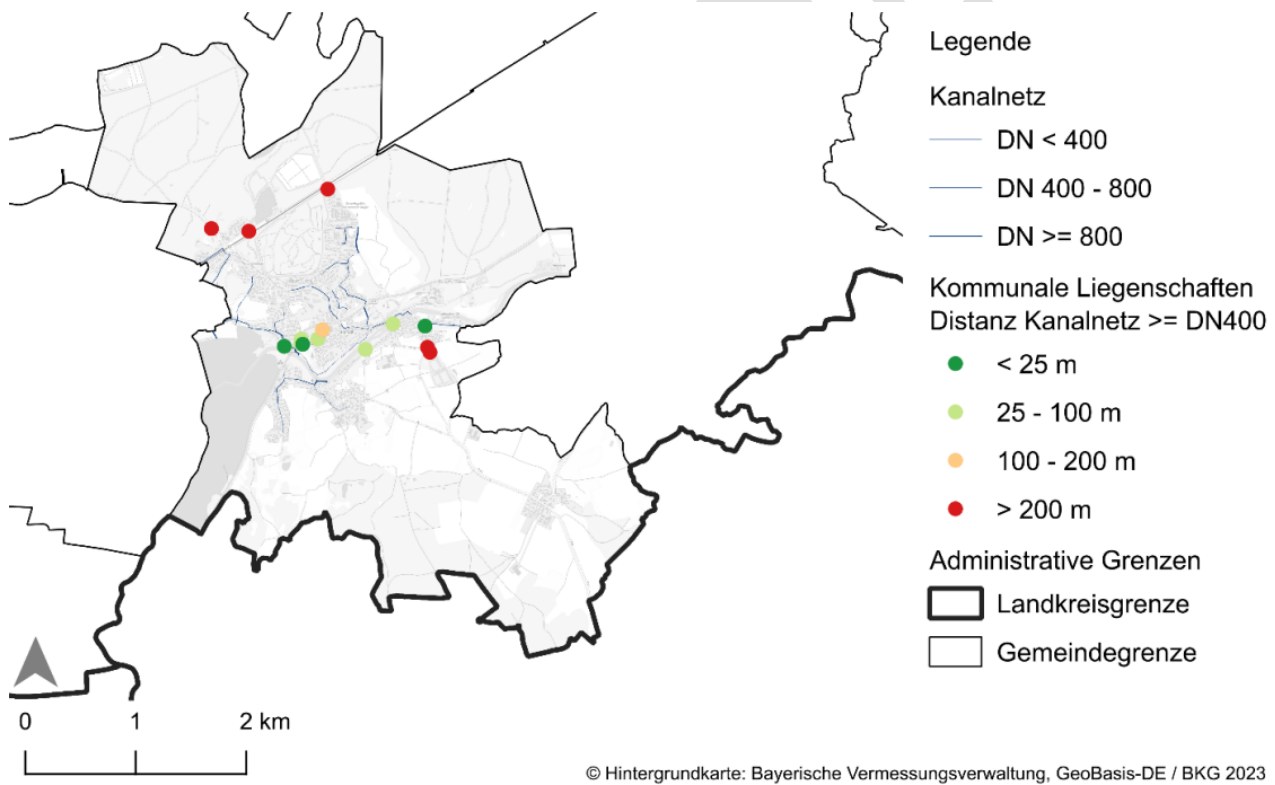 Legende
Kanalnetz
DN < 400
DN 400 - 800
DN >= 800
Kommunale Liegenschaften
Distanz Kanalnetz >= DN400
< 25 m
25 - 100 m
100 - 200 m
> 200 m
Administrative Grenzen
Landkreisgrenze
Gemeindegrenze
0 1 2 km
© Hintergrundkarte: Bayerische Vermessungsverwaltung, GeoBasis-DE / BKG 2023